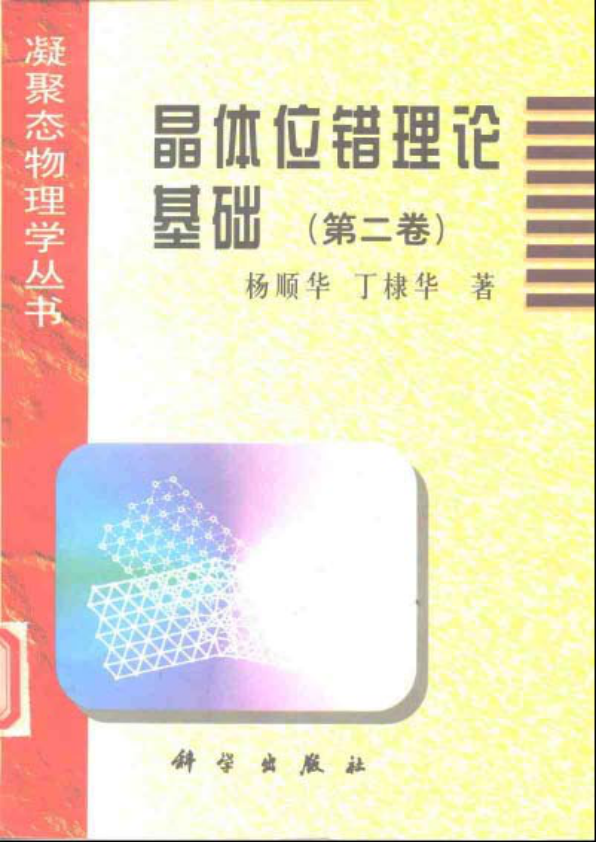 凝聚态物理学丛书
晶体位错理论
基础（第二卷）
杨顺华 丁棣华 著
科学出版社